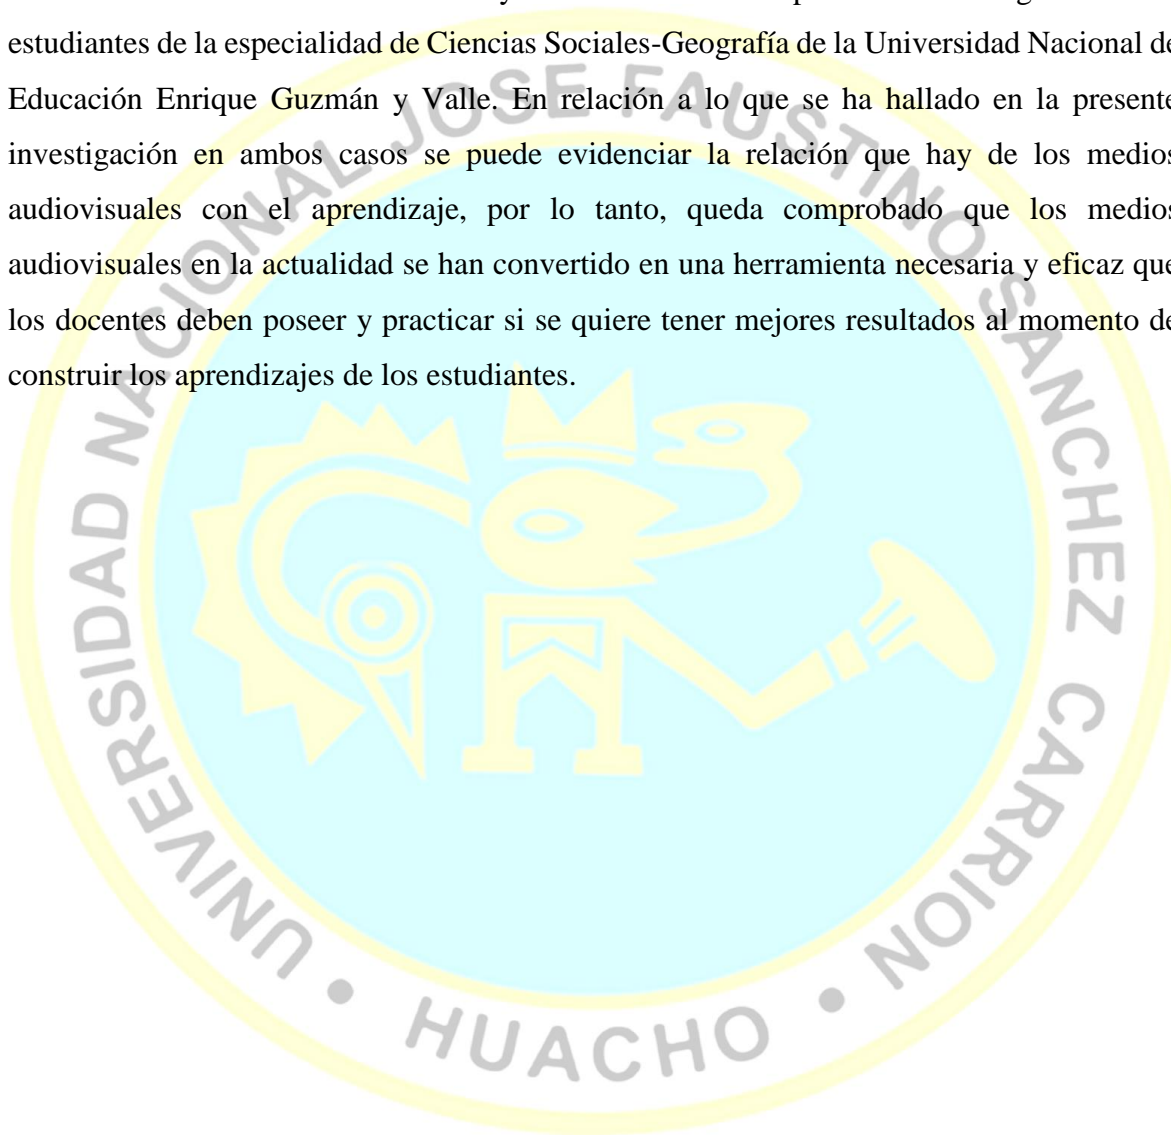 estudiantes de la especialidad de Ciencias Sociales-Geografía de la Universidad Nacional de
Educación Enrique Guzmán y Valle. En relación a lo que se ha hallado en la presente
investigación en ambos casos se puede evidenciar la relación que hay de los medios
audiovisuales con el aprendizaje, por lo tanto, queda comprobado que los medios
audiovisuales en la actualidad se han convertido en una herramienta necesaria y eficaz que
los docentes deben poseer y practicar si se quiere tener mejores resultados al momento de
construir los aprendizajes de los estudiantes.
UNIVERSIDAD NACIONAL JOSE FAUSTINO SANCHEZ CARRION
• HUACHO •